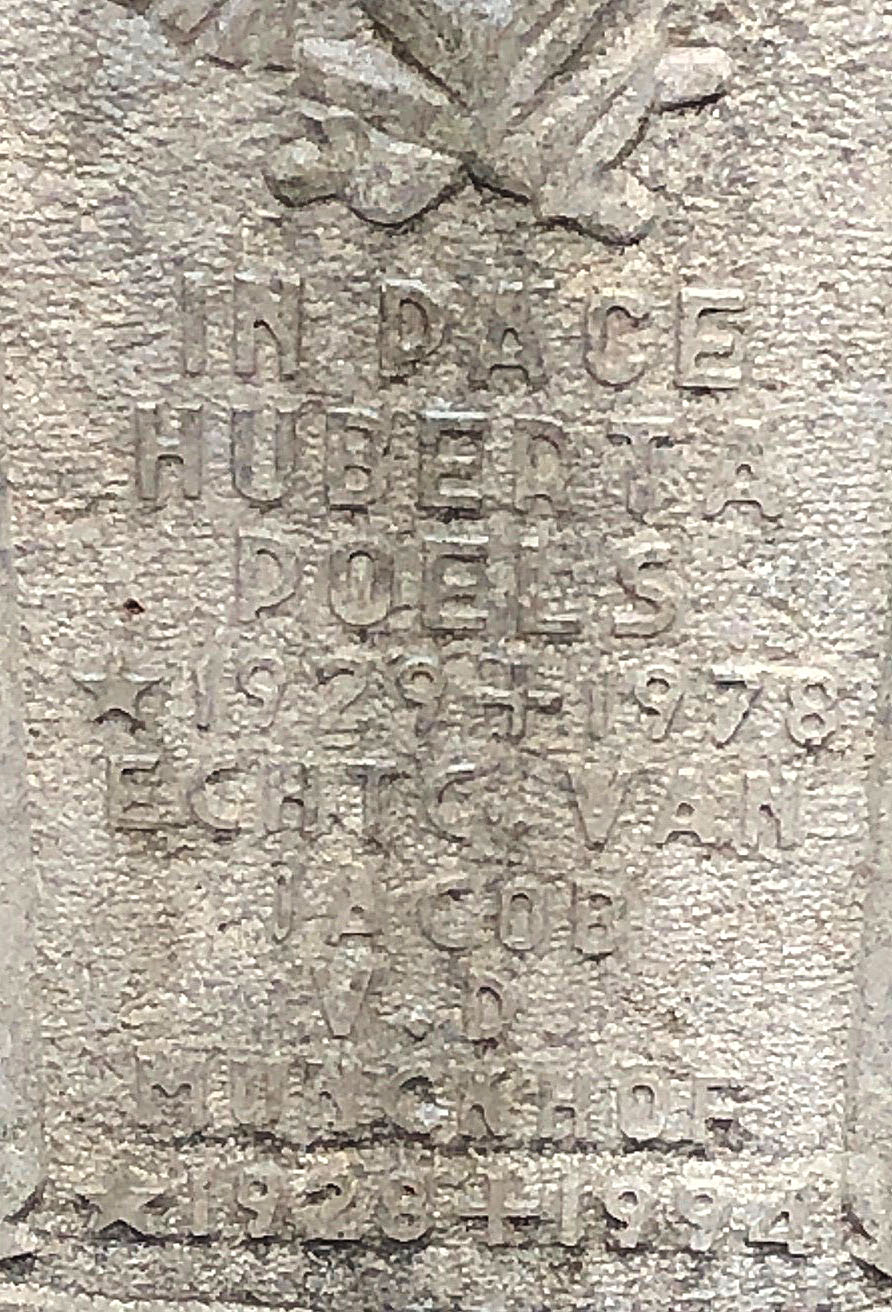 IN PACE
HUBERTA
POELS
★1929✝1978
ECHTG. VAN
JACOB
V.D.
MUNCKHOF
★1928✝1994